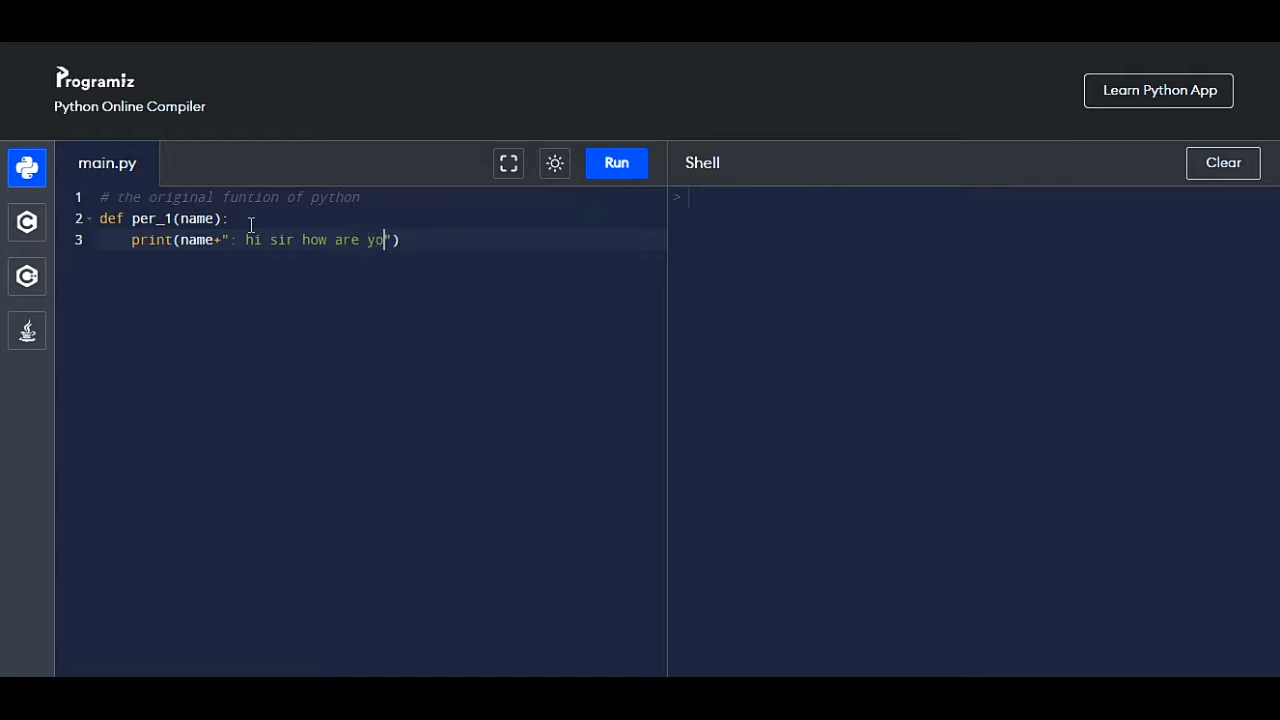 Programiz
Python Online Compiler
Learn Python App
main.py
Run
Shell
Clear
1 # the original funtion of python
2 def per_1(name):
3 print(name+": hi sir how are yo")
>